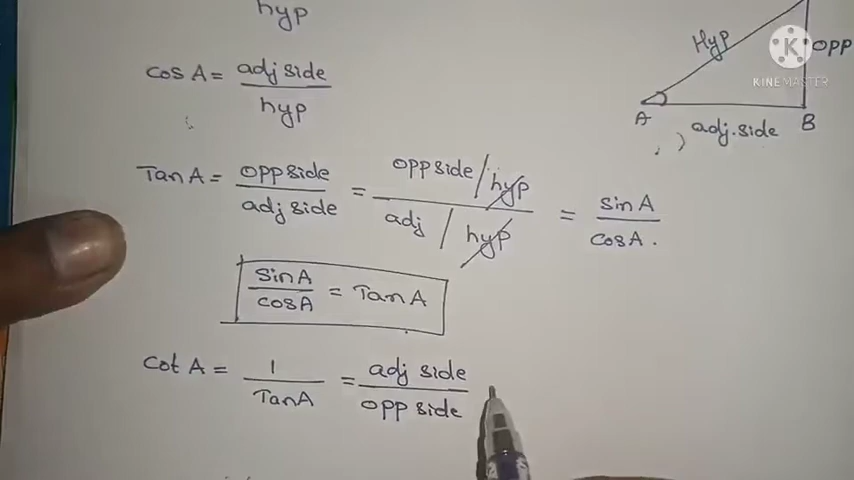 hyp
Hyp
K
OPP
KINEMASTER
A
adj.side
B
cos A = adj side / hyp
Tan A = opp side / adj side = opp side/hyp / adj/hyp = sin A / cos A.
sin A / cos A = Tan A
cot A = 1 / Tan A = adj side / opp side